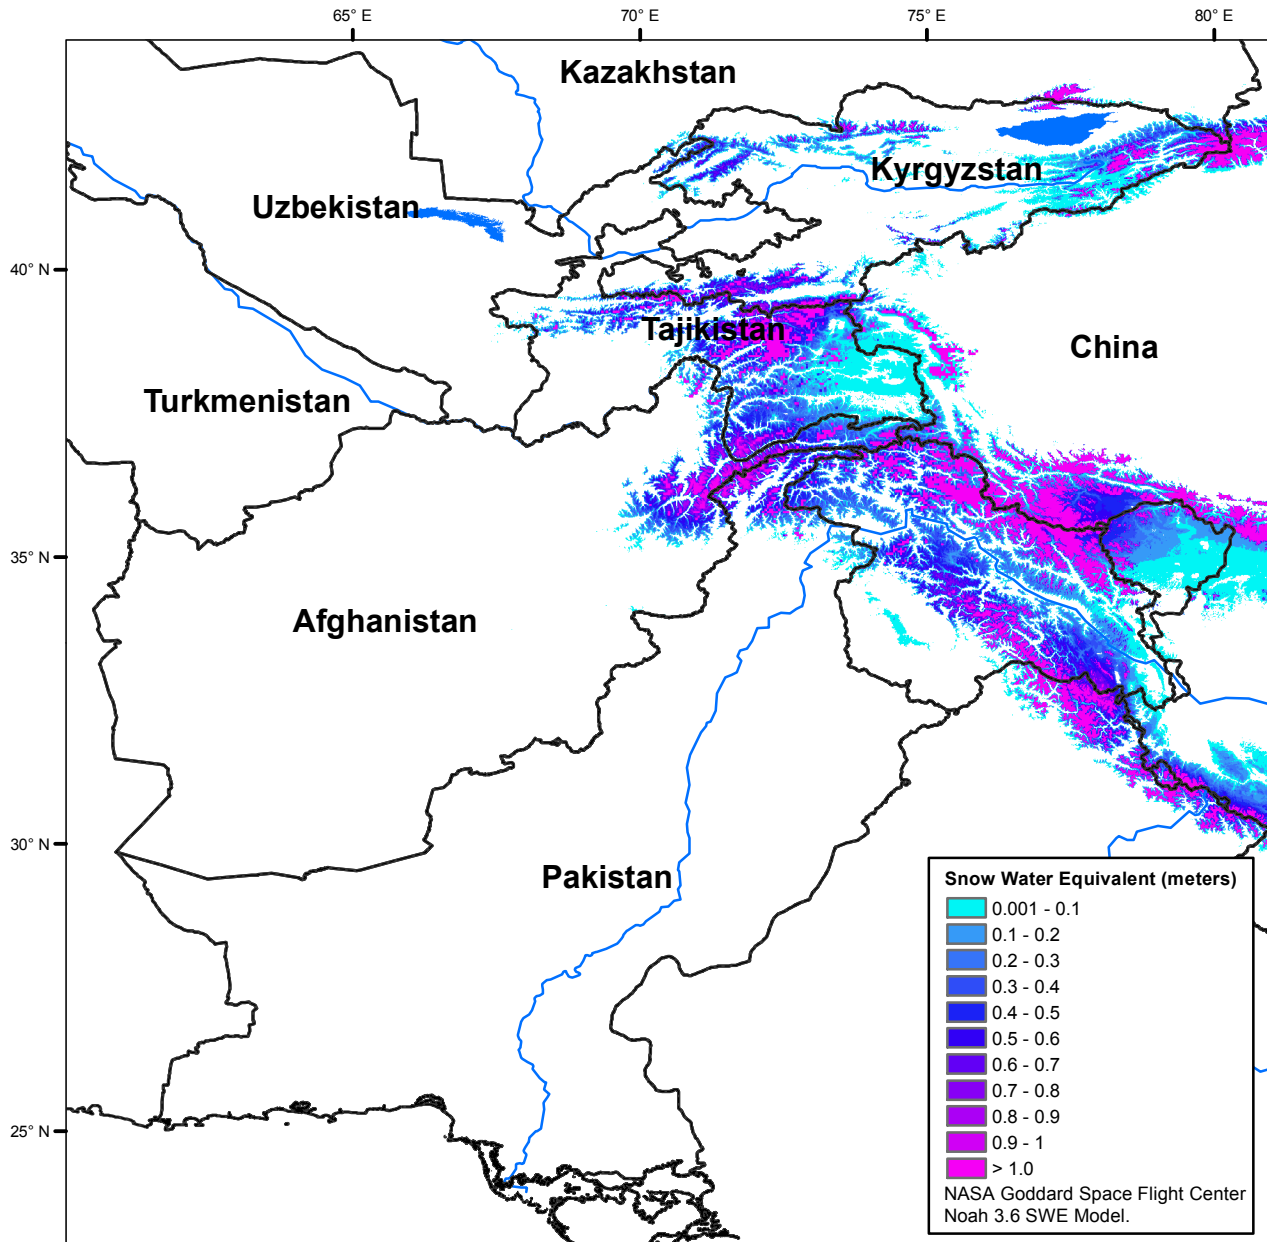 65° E
70° E
75° E
80° E
Kazakhstan
Kyrgyzstan
Uzbekistan
40° N
Tajikistan
China
Turkmenistan
35° N
Afghanistan
30° N
Pakistan
25° N
Snow Water Equivalent (meters)
0.001 - 0.1
0.1 - 0.2
0.2 - 0.3
0.3 - 0.4
0.4 - 0.5
0.5 - 0.6
0.6 - 0.7
0.7 - 0.8
0.8 - 0.9
0.9 - 1
> 1.0
NASA Goddard Space Flight Center
Noah 3.6 SWE Model.